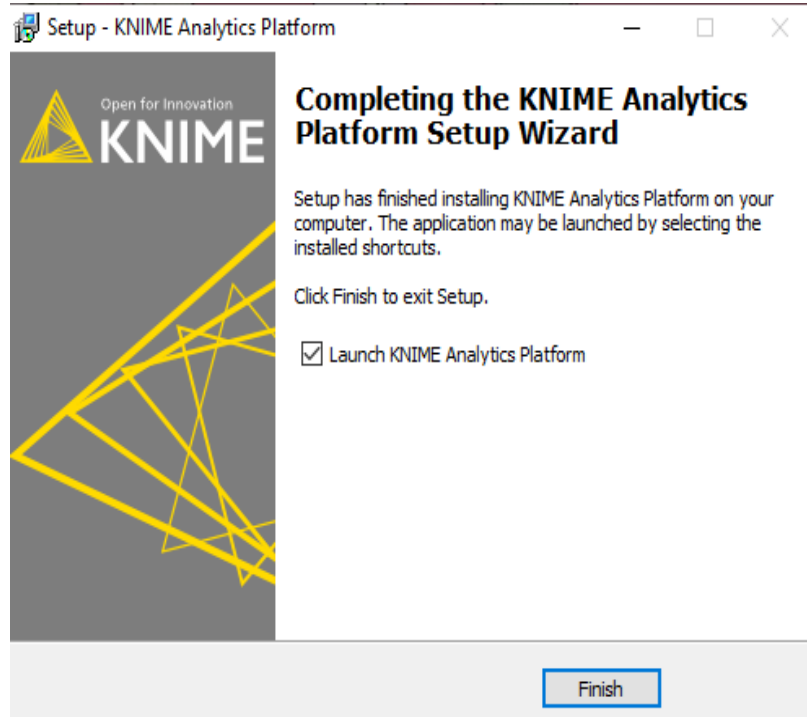 Setup - KNIME Analytics Platform
Open for Innovation
KNIME
Completing the KNIME Analytics
Platform Setup Wizard
Setup has finished installing KNIME Analytics Platform on your
computer. The application may be launched by selecting the
installed shortcuts.
Click Finish to exit Setup.
Launch KNIME Analytics Platform
Finish